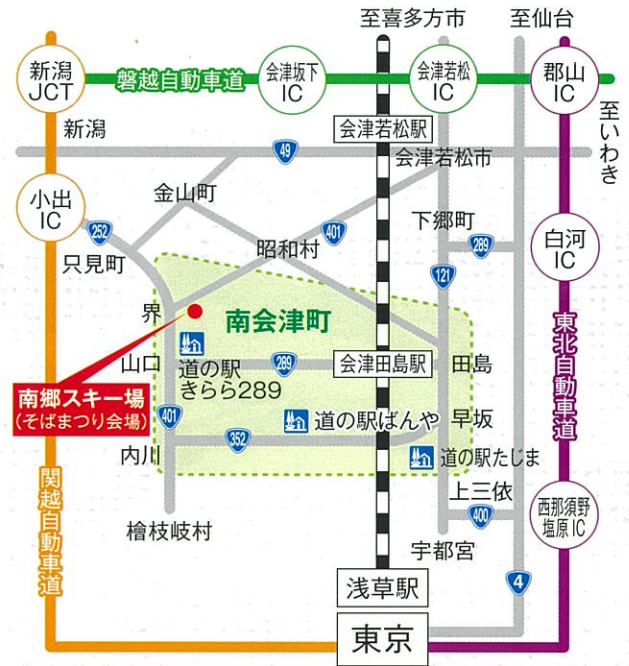 至喜多方市
至仙台
新潟
JCT
磐越自動車道
会津坂下
IC
会津若松
IC
郡山
IC
至いわき
新潟
会津若松駅
49
会津若松市
小出
IC
金山町
252
401
下郷町
昭和村
289
白河
IC
只見町
121
界
南会津町
東北自動車道
山口
道の駅
きらら289
289
会津田島駅
田島
南郷スキー場
(そばまつり会場)
401
道の駅ばんや
早坂
352
内川
道の駅たじま
関越自動車道
上三依
400
西那須野
塩原IC
檜枝岐村
宇都宮
浅草駅
4
東京